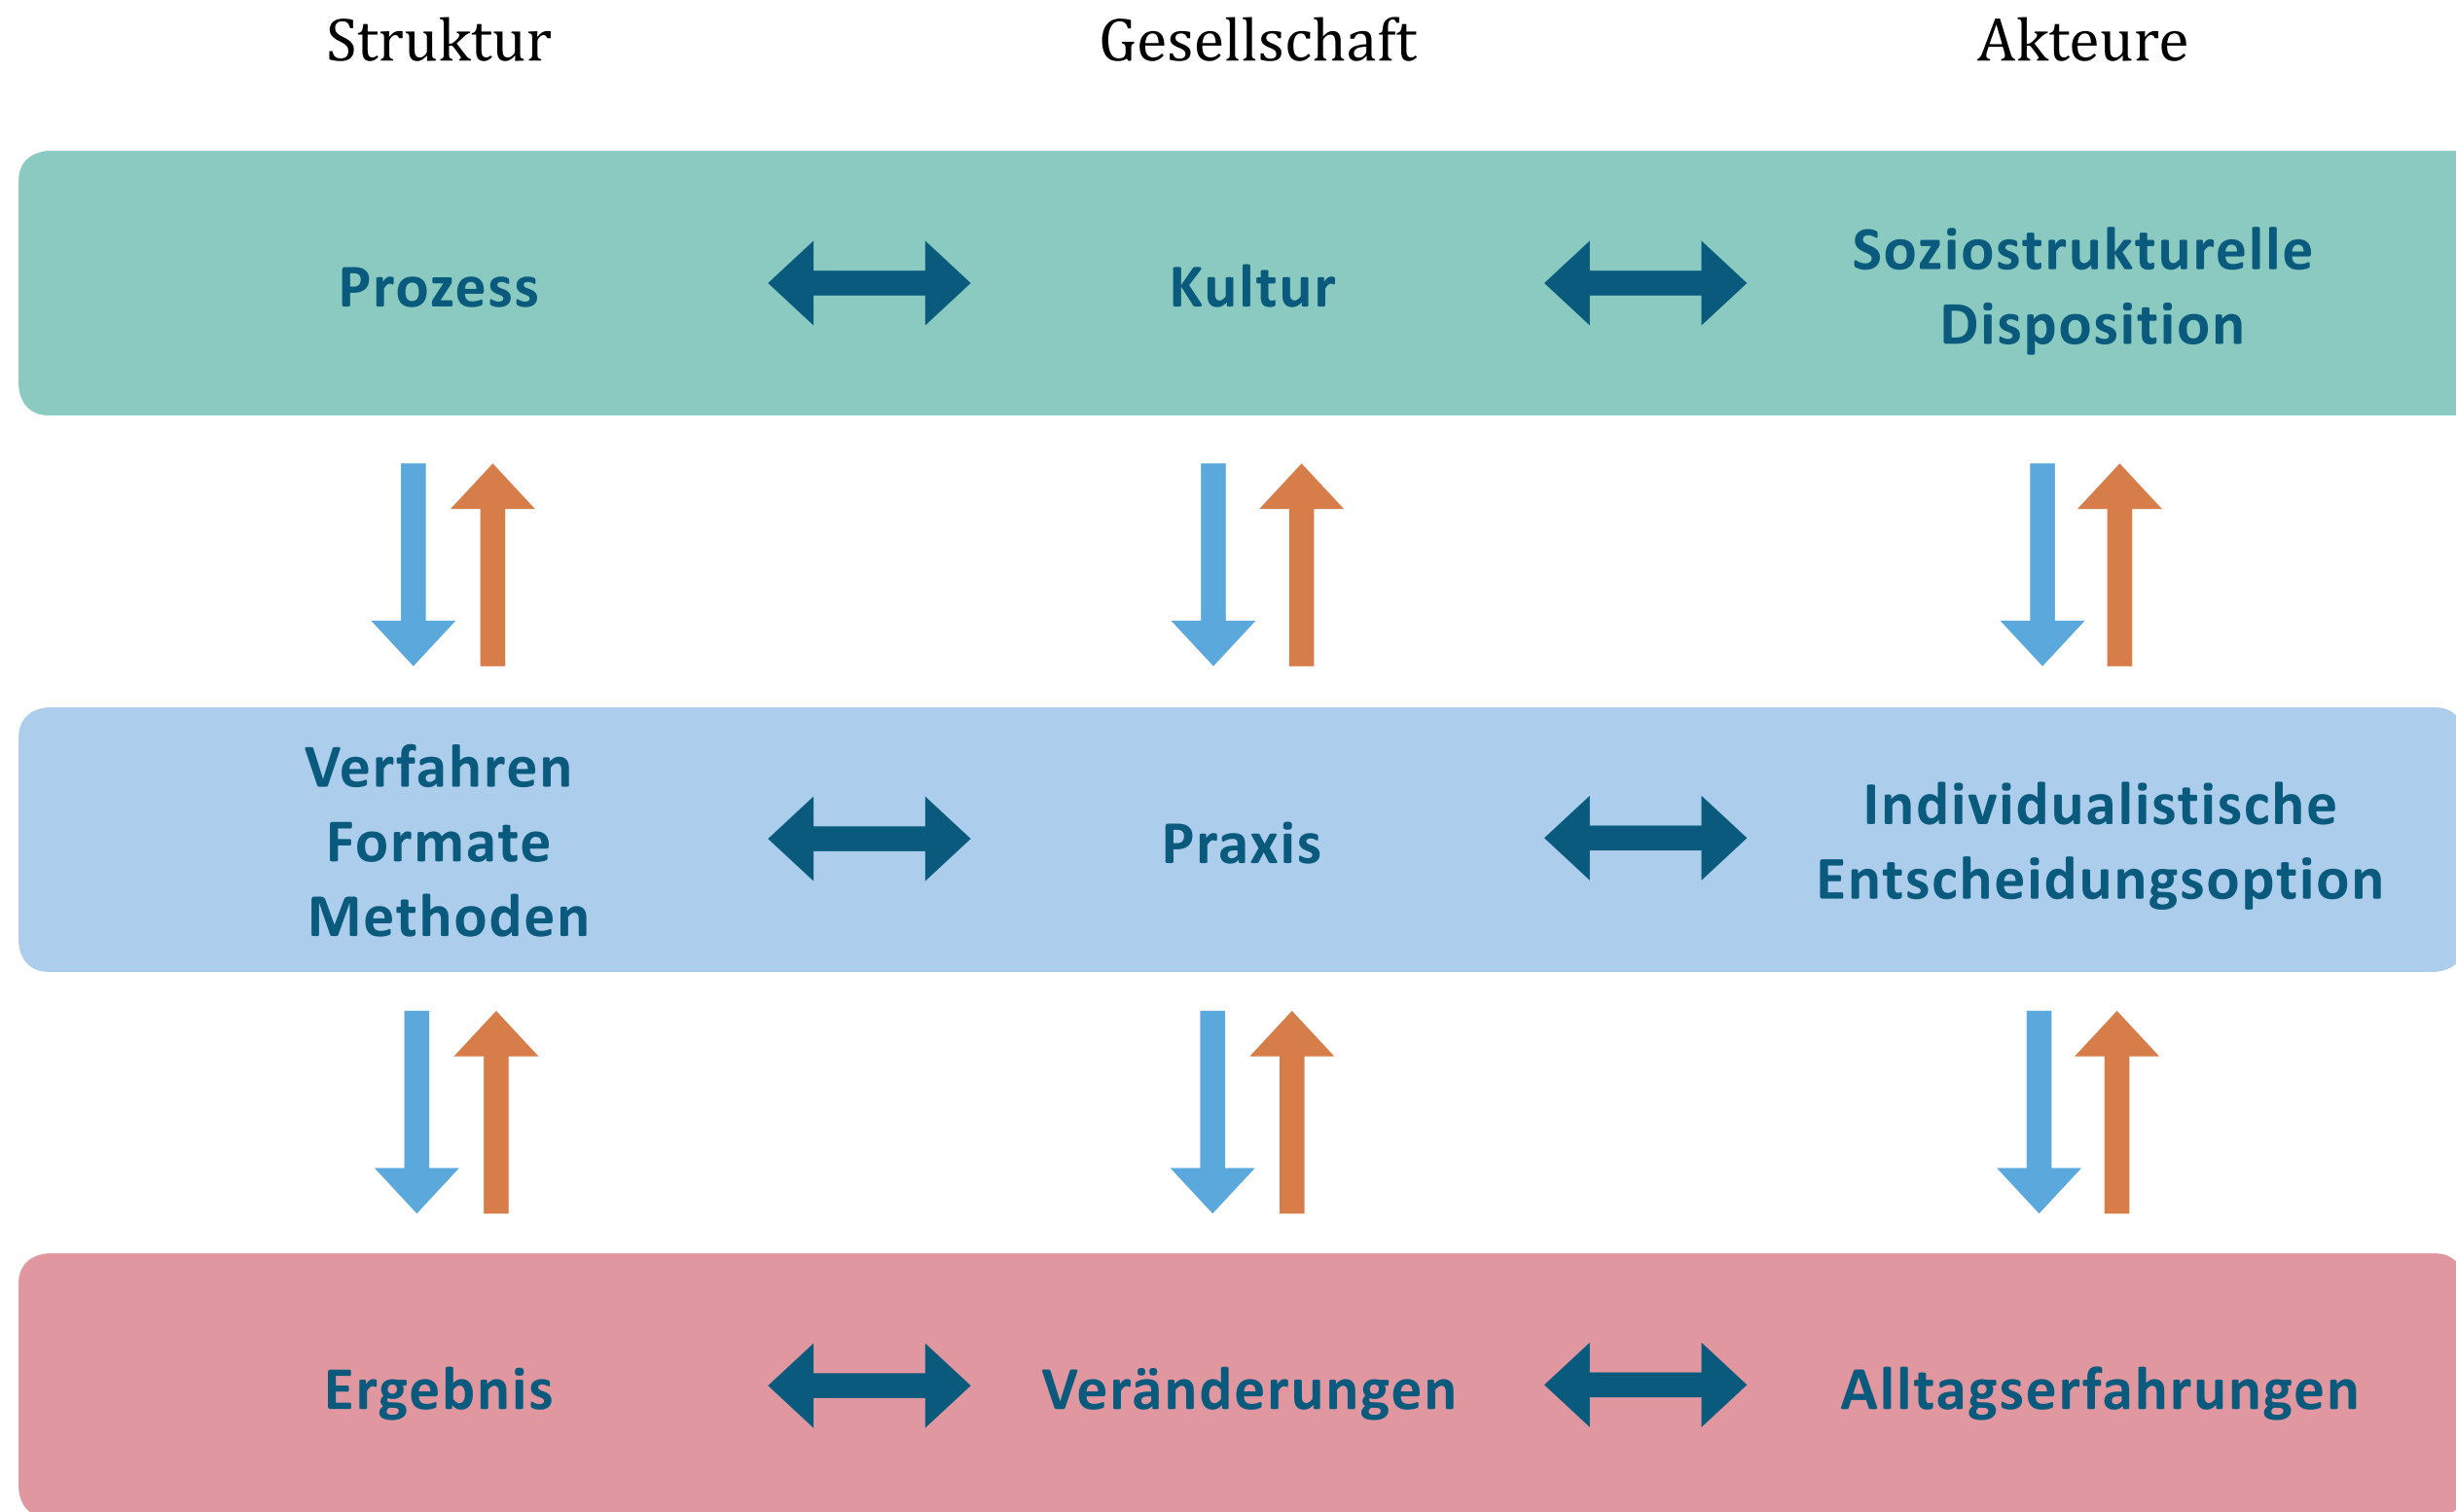 Struktur
Gesellschaft
Akteure
Prozess
Kultur
Soziostrukturelle
Disposition
Verfahren
Formate
Methoden
Praxis
Individualistische
Entscheidungsoption
Ergebnis
Veränderungen
Alltagserfahrungen